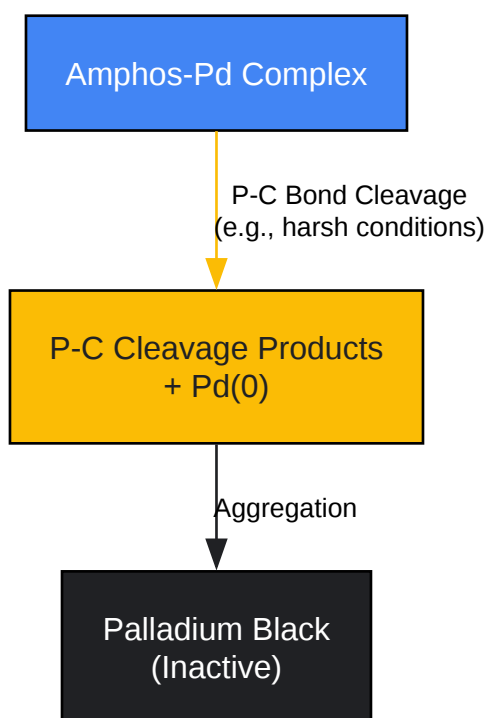 Amphos-Pd Complex
P-C Bond Cleavage
(e.g., harsh conditions)
P-C Cleavage Products
+ Pd(0)
Aggregation
Palladium Black
(Inactive)